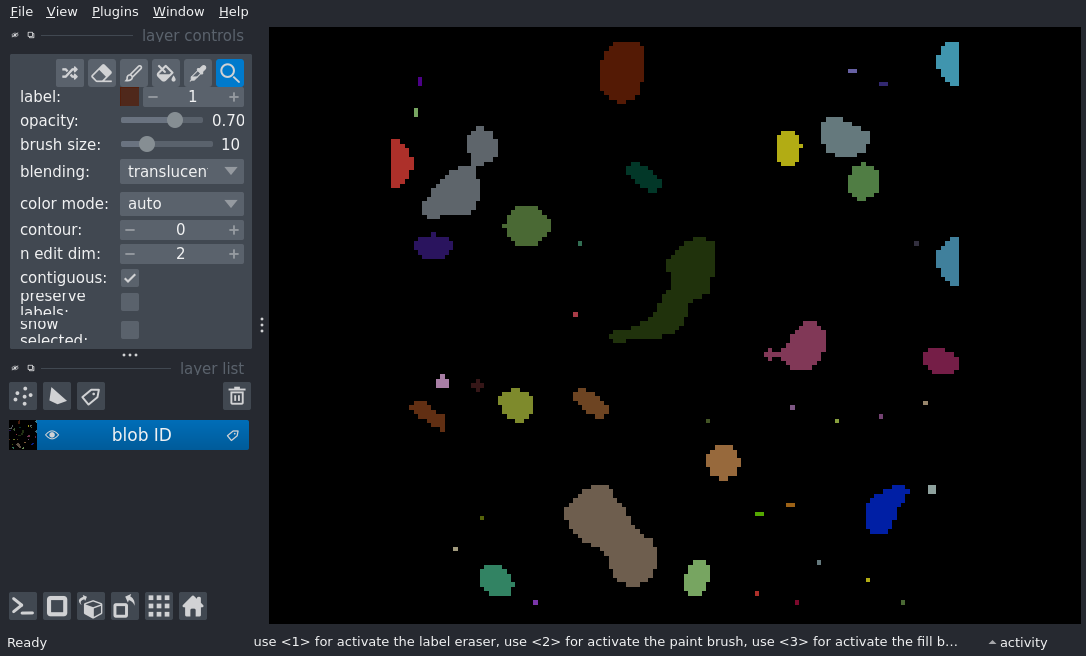 File View Plugins Window Help
layer controls
label: 1
opacity: 0.70
brush size: 10
blending: translucen
color mode: auto
contour: 0
n edit dim: 2
contiguous:
preserve
labels:
show
selected:
layer list
blob ID
Ready use <1> for activate the label eraser, use <2> for activate the paint brush, use <3> for activate the fill b... activity